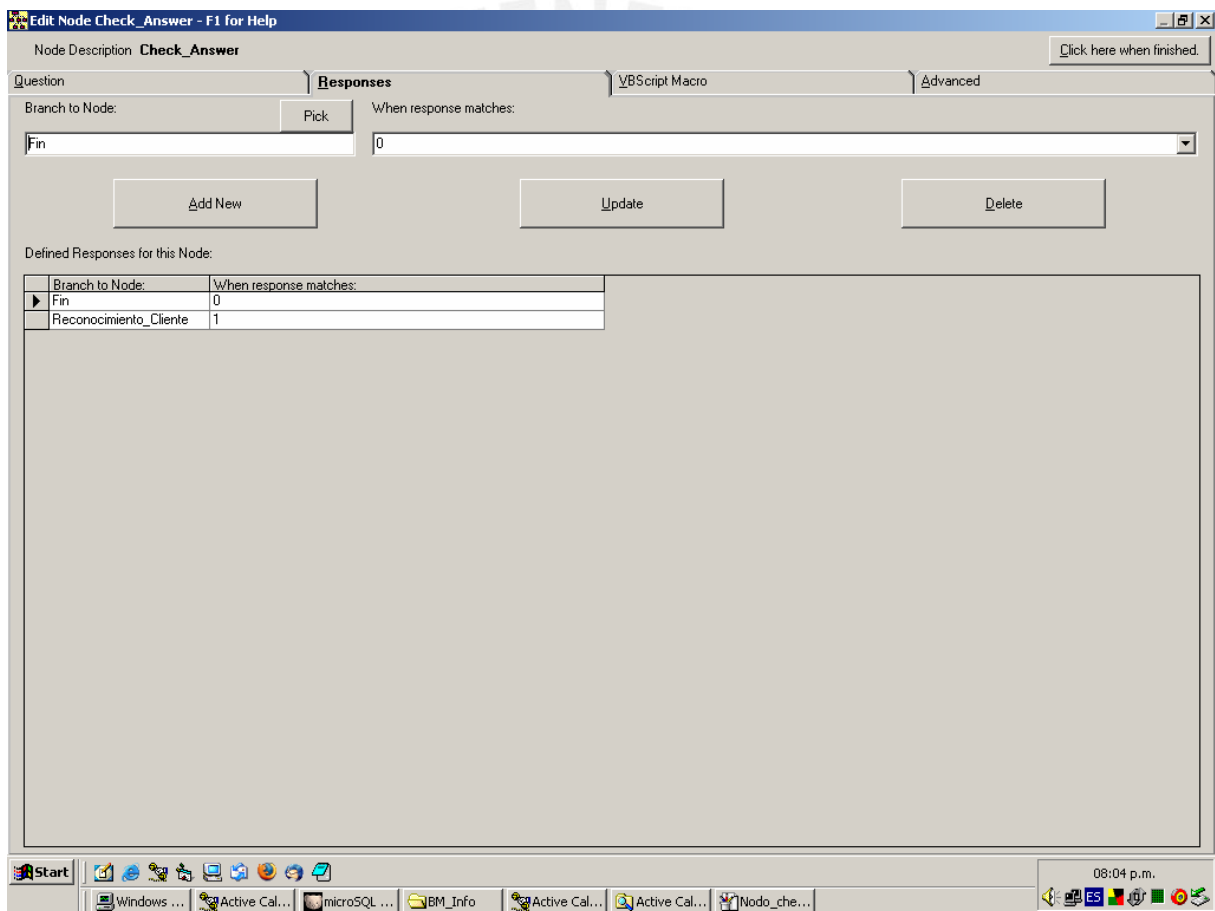 Edit Node Check_Answer - F1 for Help
Node Description Check_Answer
Click here when finished.
Question Responses VBScript Macro Advanced
Branch to Node: Pick When response matches:
Fin 0
Add New Update Delete
Defined Responses for this Node:
Branch to Node: When response matches:
Fin 0
Reconocimiento_Cliente 1
Start 08:04 p.m.
Windows ... Active Cal... microSQL ... BM_Info Active Cal... Active Cal... Nodo_che... ES